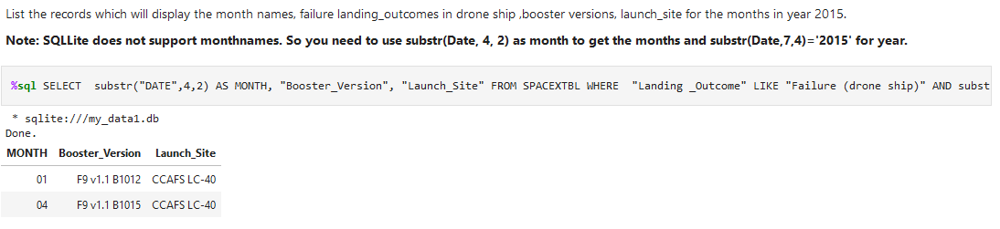 List the records which will display the month names, failure landing_outcomes in drone ship ,booster versions, launch_site for the months in year 2015.
Note: SQLLite does not support monthnames. So you need to use substr(Date, 4, 2) as month to get the months and substr(Date,7,4)='2015' for year.
%sql SELECT  substr("DATE",4,2) AS MONTH, "Booster_Version", "Launch_Site" FROM SPACEXTBL WHERE  "Landing _Outcome" LIKE "Failure (drone ship)" AND subst
* sqlite:///my_data1.db
Done.
MONTH Booster_Version Launch_Site
01 F9 v1.1 B1012 CCAFS LC-40
04 F9 v1.1 B1015 CCAFS LC-40